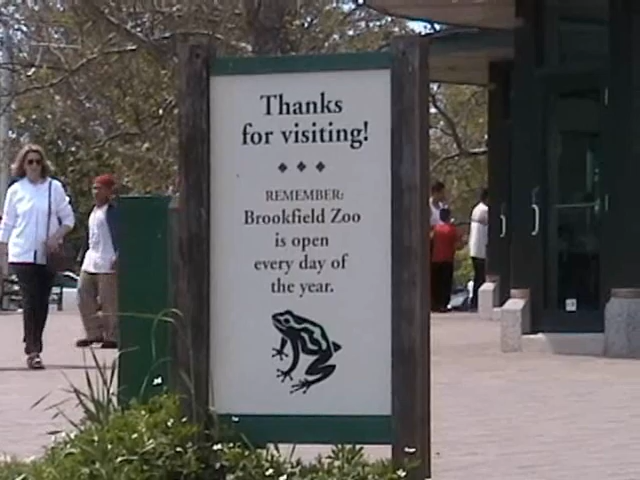 Thanks
for visiting!
REMEMBER:
Brookfield Zoo
is open
every day of
the year.